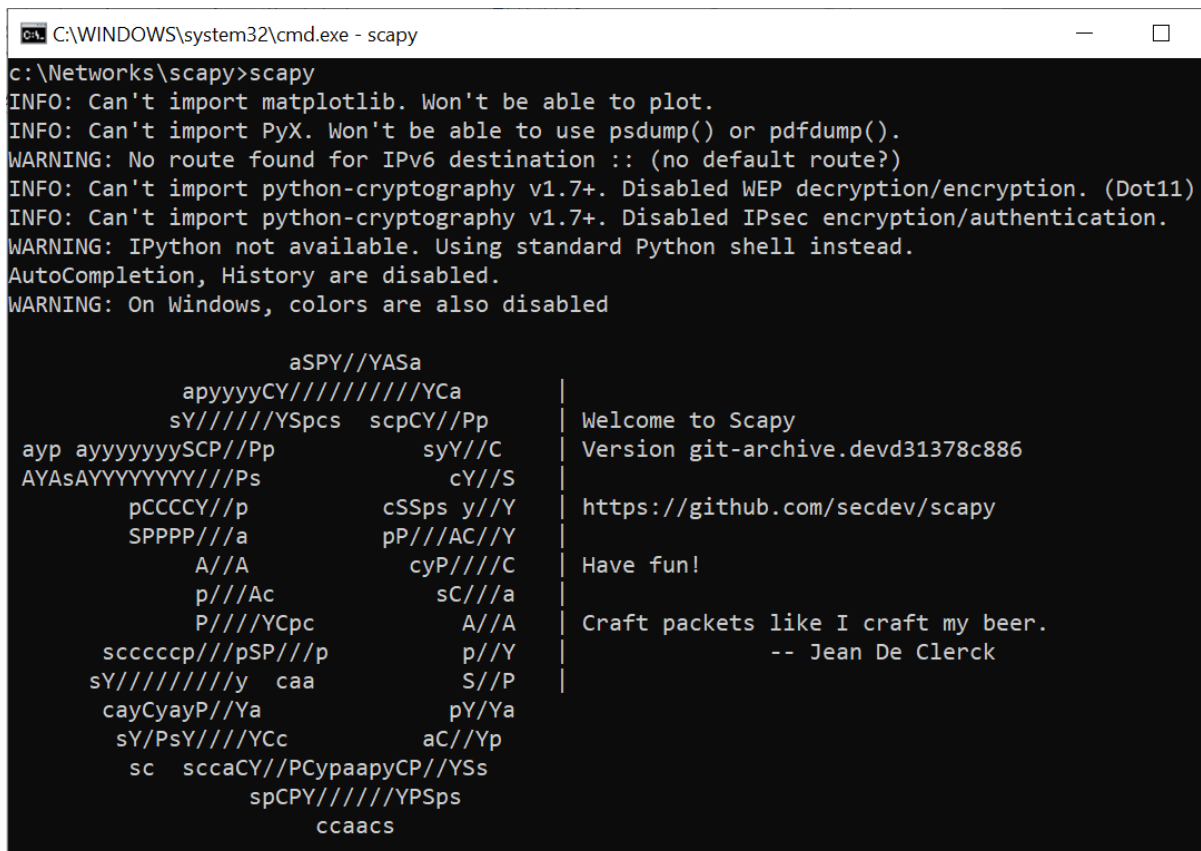 C:\WINDOWS\system32\cmd.exe - scapy
c:\Networks\scapy>scapy
INFO: Can't import matplotlib. Won't be able to plot.
INFO: Can't import PyX. Won't be able to use psdump() or pdfdump().
WARNING: No route found for IPv6 destination :: (no default route?)
INFO: Can't import python-cryptography v1.7+. Disabled WEP decryption/encryption. (Dot11)
INFO: Can't import python-cryptography v1.7+. Disabled IPsec encryption/authentication.
WARNING: IPython not available. Using standard Python shell instead.
AutoCompletion, History are disabled.
WARNING: On Windows, colors are also disabled

                     aSPY//YASa
             apyyyyCY//////////YCa       |
            sY//////YSpcs  scpCY//Pp     | Welcome to Scapy
 ayp ayyyyyyySCP//Pp           syY//C    | Version git-archive.devd31378c886
 AYAsAYYYYYYYY///Ps              cY//S   |
         pCCCCY//p          cSSps y//Y   | https://github.com/secdev/scapy
         SPPPP///a          pP///AC//Y   |
              A//A            cyP////C   | Have fun!
              p///Ac            sC///a   |
              P////YCpc           A//A   | Craft packets like I craft my beer.
       scccccp///pSP///p          p//Y   |               -- Jean De Clerck
      sY/////////y  caa           S//P   |
       cayCyayP//Ya              pY/Ya
        sY/PsY////YCc          aC//Yp
         sc  sccaCY//PCypaapyCP//YSs
                  spCPY//////YPSps
                       ccaacs